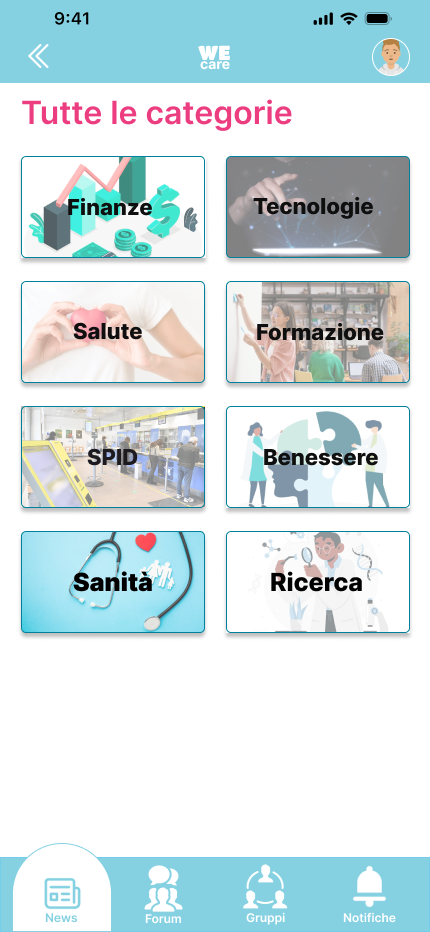 9:41
WE
care
Tutte le categorie
Finanze
Tecnologie
Salute
Formazione
SPID
Benessere
Sanità
Ricerca
News
Forum
Gruppi
Notifiche